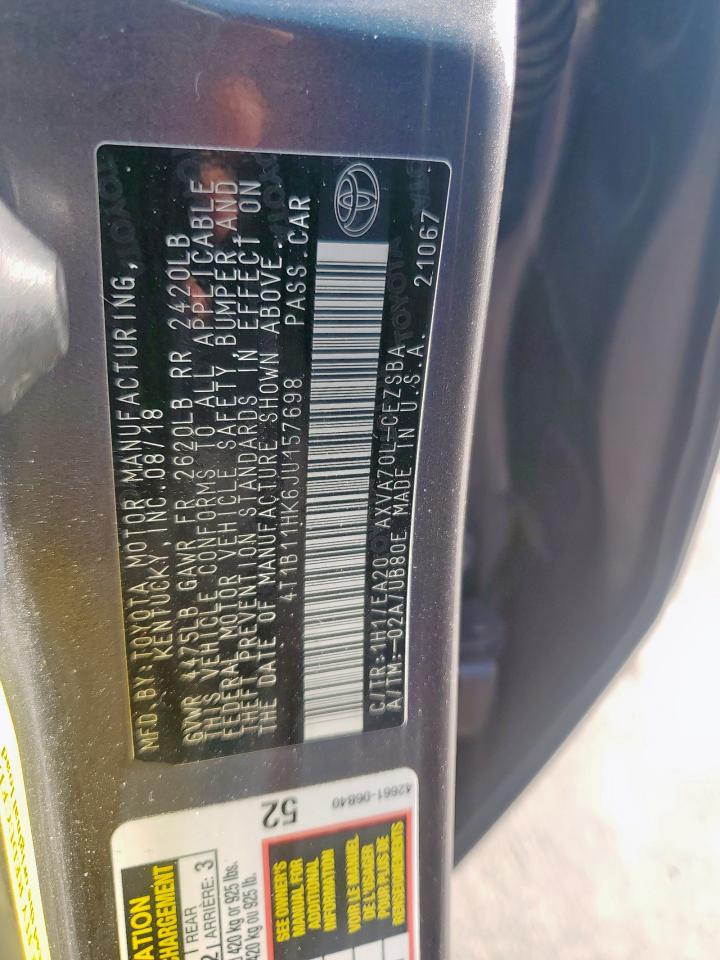 MFD. BY: TOYOTA MOTOR MANUFACTURING,
KENTUCKY, INC. 08/18
GVWR 4475LB GAWR FR 2620LB RR 2420LB
THIS VEHICLE CONFORMS TO ALL APPLICABLE
FEDERAL MOTOR VEHICLE SAFETY, BUMPER, AND
THEFT PREVENTION STANDARDS IN EFFECT ON
THE DATE OF MANUFACTURE SHOWN ABOVE.
4T1B11HK6JU157698 PASS. CAR
C/TR: 1H1/EA20 AXVA70L-CEZSBA
A/TM: -02A/UB80E MADE IN U.S.A. 21067
TOYOTA
52
42661-06B40
SEE OWNER'S
MANUAL FOR
ADDITIONAL
INFORMATION
VOIR LE MANUEL
DE L'USAGER
POUR PLUS DE
RENSEIGNEMENTS
CHARGEMENT
REAR
ARRIÈRE 3
420 kg or 925 lbs.
420 kg ou 925 lb.